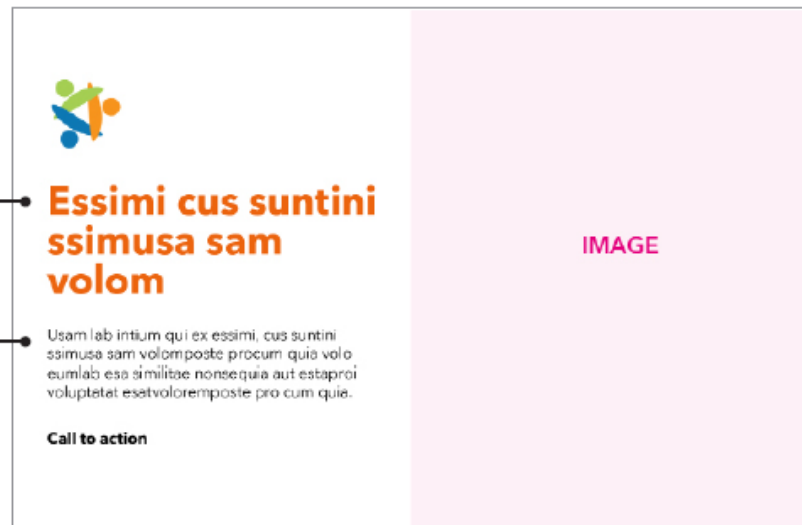 Essimi cus suntini
ssimusa sam
volom
Usam lab intium qui ex essimi, cus suntini
ssimusa sam volomposte procum quia volo
eumlab esa similitae nonsequia aut estaproi
voluptatat esatvoloremposte pro cum quia.
Call to action
IMAGE